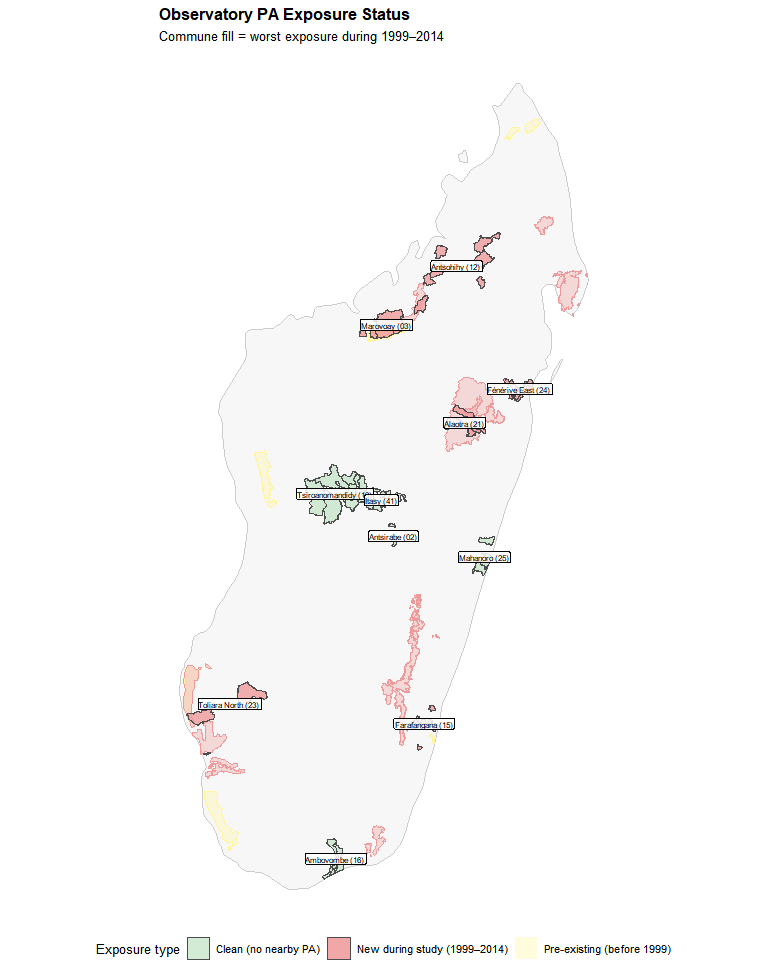 Observatory PA Exposure Status
Commune fill = worst exposure during 1999–2014
Antsohihy (12)
Marovoay (03)
Fénérive East (24)
Alaotra (21)
Tsiroanomandidy
Itasy (41)
Antsirabe (02)
Mahanoro (25)
Toliara North (23)
Farafangana (15)
Ambovombe (16)
Exposure type
Clean (no nearby PA)
New during study (1999–2014)
Pre-existing (before 1999)